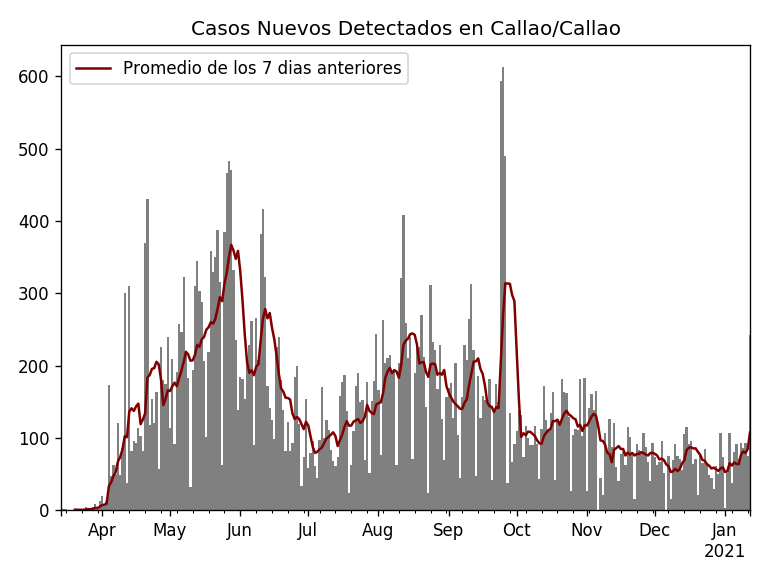 Casos Nuevos Detectados en Callao/Callao
Promedio de los 7 dias anteriores
600
500
400
300
200
100
0
Apr May Jun Jul Aug Sep Oct Nov Dec Jan
2021